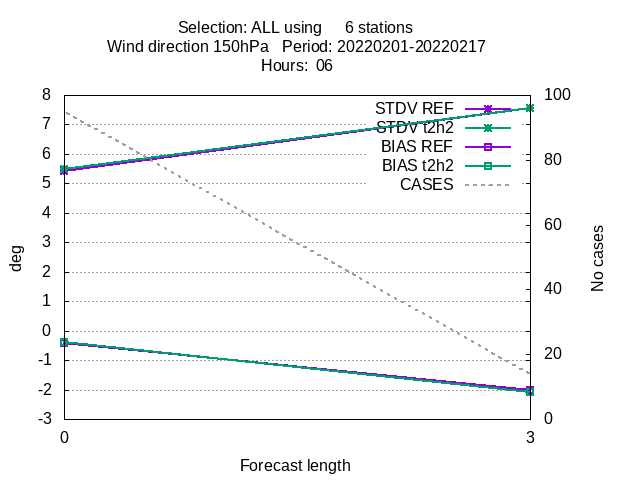 Selection: ALL using     6 stations
Wind direction 150hPa   Period: 20220201-20220217
Hours:  06
8
7
6
5
4
3
2
1
0
-1
-2
-3
deg
STDV REF
STDV t2h2
BIAS REF
BIAS t2h2
CASES
100
80
60
40
20
0
No cases
0
3
Forecast length